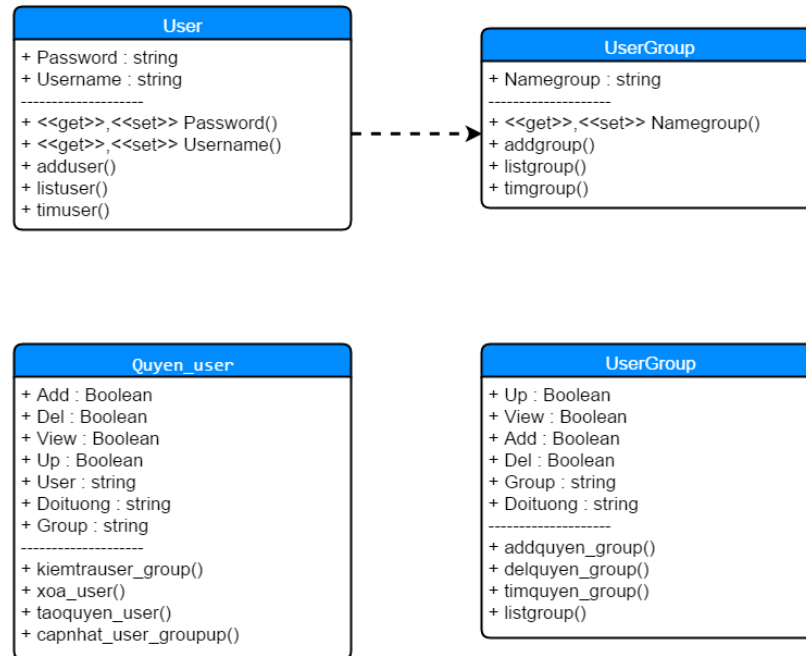 User
+ Password : string
+ Username : string
--------------------
+ <<get>>,<<set>> Password()
+ <<get>>,<<set>> Username()
+ adduser()
+ listuser()
+ timuser()
UserGroup
+ Namegroup : string
--------------------
+ <<get>>,<<set>> Namegroup()
+ addgroup()
+ listgroup()
+ timgroup()
Quyen_user
+ Add : Boolean
+ Del : Boolean
+ View : Boolean
+ Up : Boolean
+ User : string
+ Doituong : string
+ Group : string
--------------------
+ kiemtrauser_group()
+ xoa_user()
+ taoquyen_user()
+ capnhat_user_groupup()
UserGroup
+ Up : Boolean
+ View : Boolean
+ Add : Boolean
+ Del : Boolean
+ Group : string
+ Doituong : string
--------------------
+ addquyen_group()
+ delquyen_group()
+ timquyen_group()
+ listgroup()